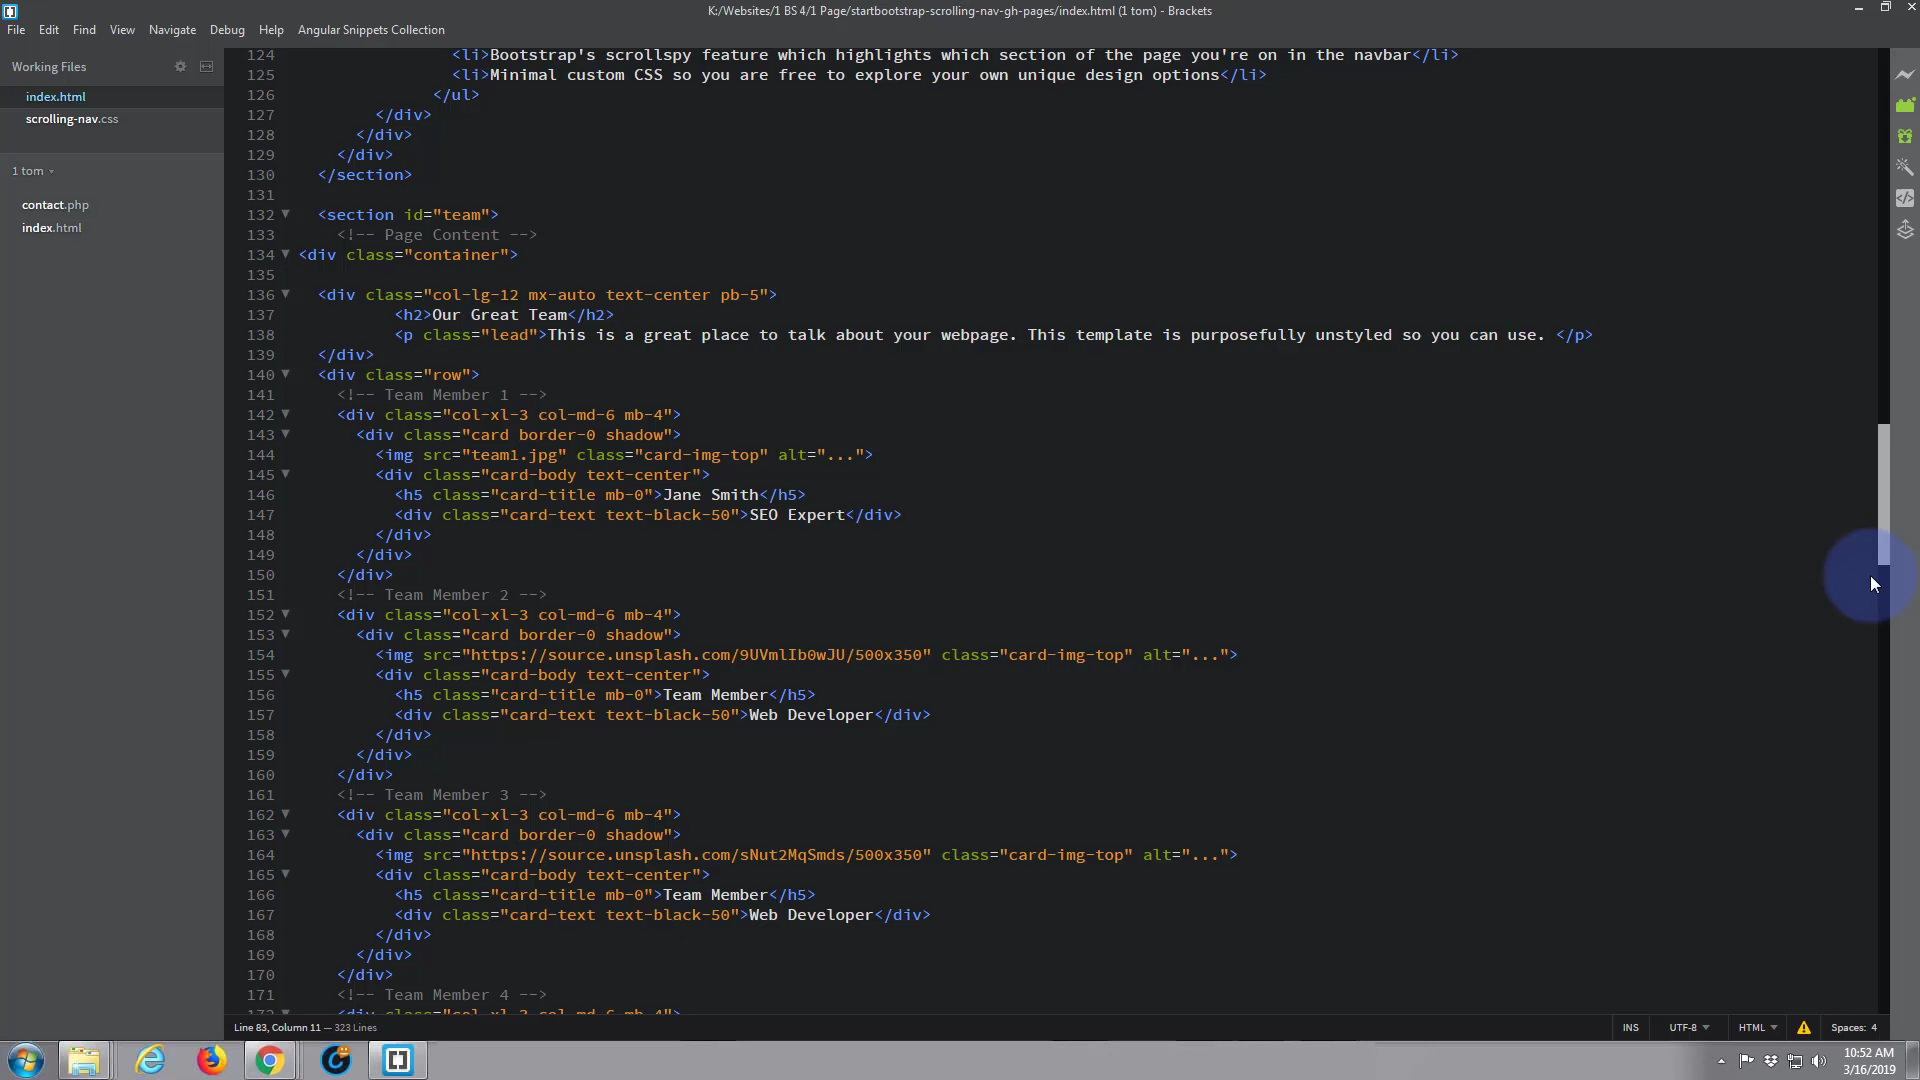 K:/Websites/1 BS 4/1 Page/startbootstrap-scrolling-nav-gh-pages/index.html (1 tom) - Brackets
File Edit Find View Navigate Debug Help Angular Snippets Collection
Working Files
index.html
scrolling-nav.css
1 tom
contact.php
index.html
124 <li>Bootstrap's scrollspy feature which highlights which section of the page you're on in the navbar</li>
125 <li>Minimal custom CSS so you are free to explore your own unique design options</li>
126 </ul>
127 </div>
128 </div>
129 </div>
130 </section>
131
132 <section id="team">
133 <!-- Page Content -->
134 <div class="container">
135
136 <div class="col-lg-12 mx-auto text-center pb-5">
137 <h2>Our Great Team</h2>
138 <p class="lead">This is a great place to talk about your webpage. This template is purposefully unstyled so you can use. </p>
139 </div>
140 <div class="row">
141 <!-- Team Member 1 -->
142 <div class="col-xl-3 col-md-6 mb-4">
143 <div class="card border-0 shadow">
144 <img src="team1.jpg" class="card-img-top" alt="...">
145 <div class="card-body text-center">
146 <h5 class="card-title mb-0">Jane Smith</h5>
147 <div class="card-text text-black-50">SEO Expert</div>
148 </div>
149 </div>
150 </div>
151 <!-- Team Member 2 -->
152 <div class="col-xl-3 col-md-6 mb-4">
153 <div class="card border-0 shadow">
154 <img src="https://source.unsplash.com/9UVmlIb0wJU/500x350" class="card-img-top" alt="...">
155 <div class="card-body text-center">
156 <h5 class="card-title mb-0">Team Member</h5>
157 <div class="card-text text-black-50">Web Developer</div>
158 </div>
159 </div>
160 </div>
161 <!-- Team Member 3 -->
162 <div class="col-xl-3 col-md-6 mb-4">
163 <div class="card border-0 shadow">
164 <img src="https://source.unsplash.com/sNut2MqSmds/500x350" class="card-img-top" alt="...">
165 <div class="card-body text-center">
166 <h5 class="card-title mb-0">Team Member</h5>
167 <div class="card-text text-black-50">Web Developer</div>
168 </div>
169 </div>
170 </div>
171 <!-- Team Member 4 -->
172 <div class="col-xl-3 col-md-6 mb-4">
Line 83, Column 11 — 323 Lines
INS UTF-8 HTML Spaces: 4
10:52 AM
3/16/2019